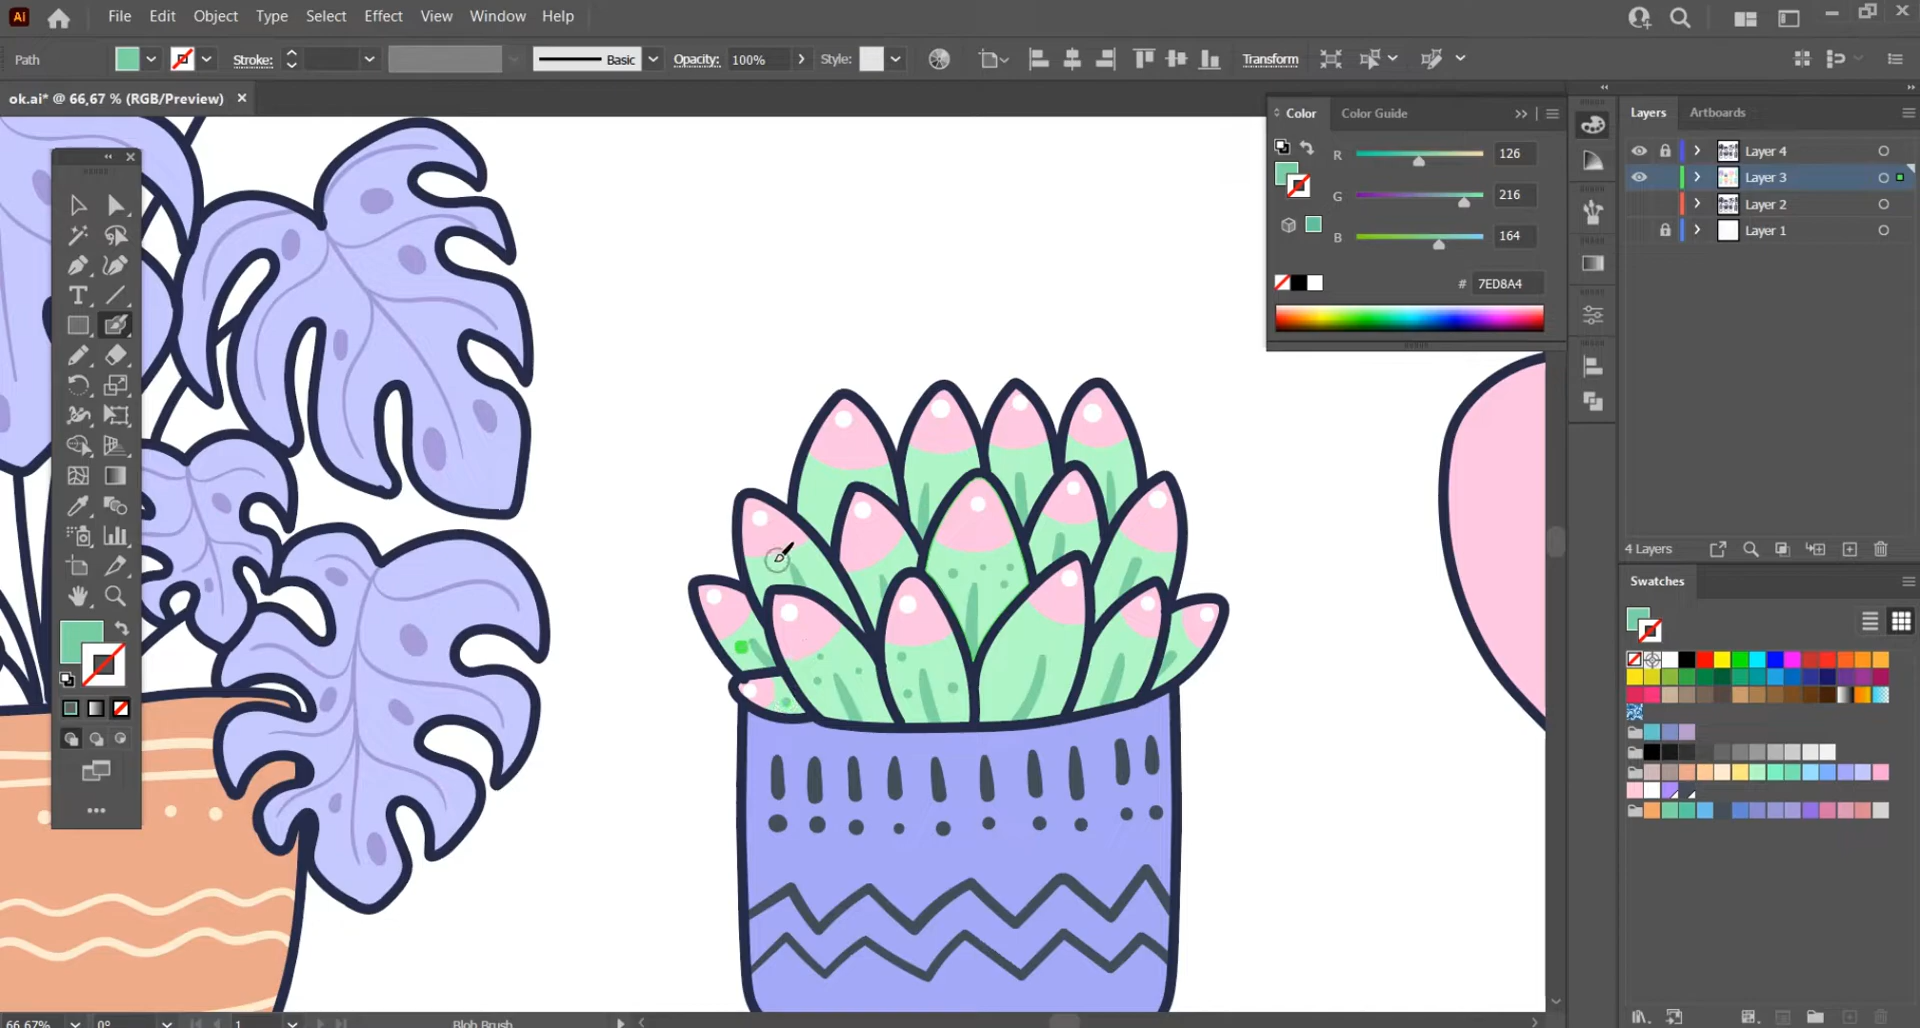 Ai File Edit Object Type Select Effect View Window Help
Path Stroke: Basic Opacity: 100% Style: Transform
ok.ai* @ 66,67 % (RGB/Preview)
Color Color Guide
R 126
G 216
B 164
# 7ED8A4
Layers Artboards
Layer 4
Layer 3
Layer 2
Layer 1
4 Layers
Swatches
T
66,67% 0° 1 Blob Brush